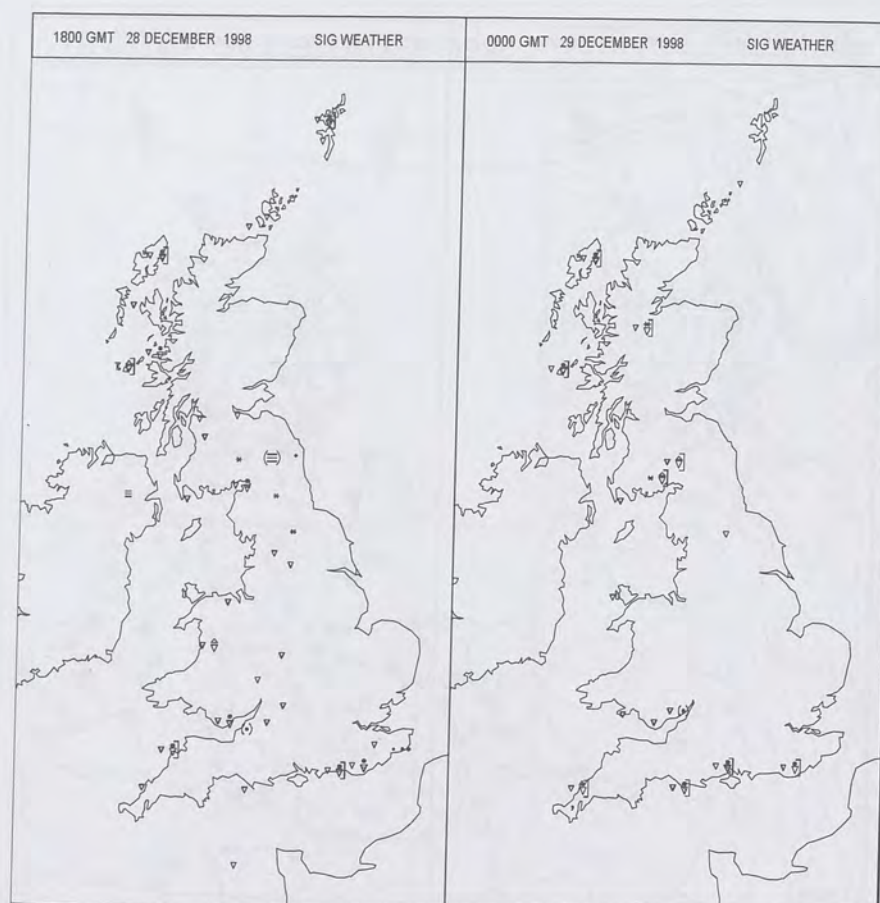 1800 GMT 28 DECEMBER 1998 SIG WEATHER
0000 GMT 29 DECEMBER 1998 SIG WEATHER